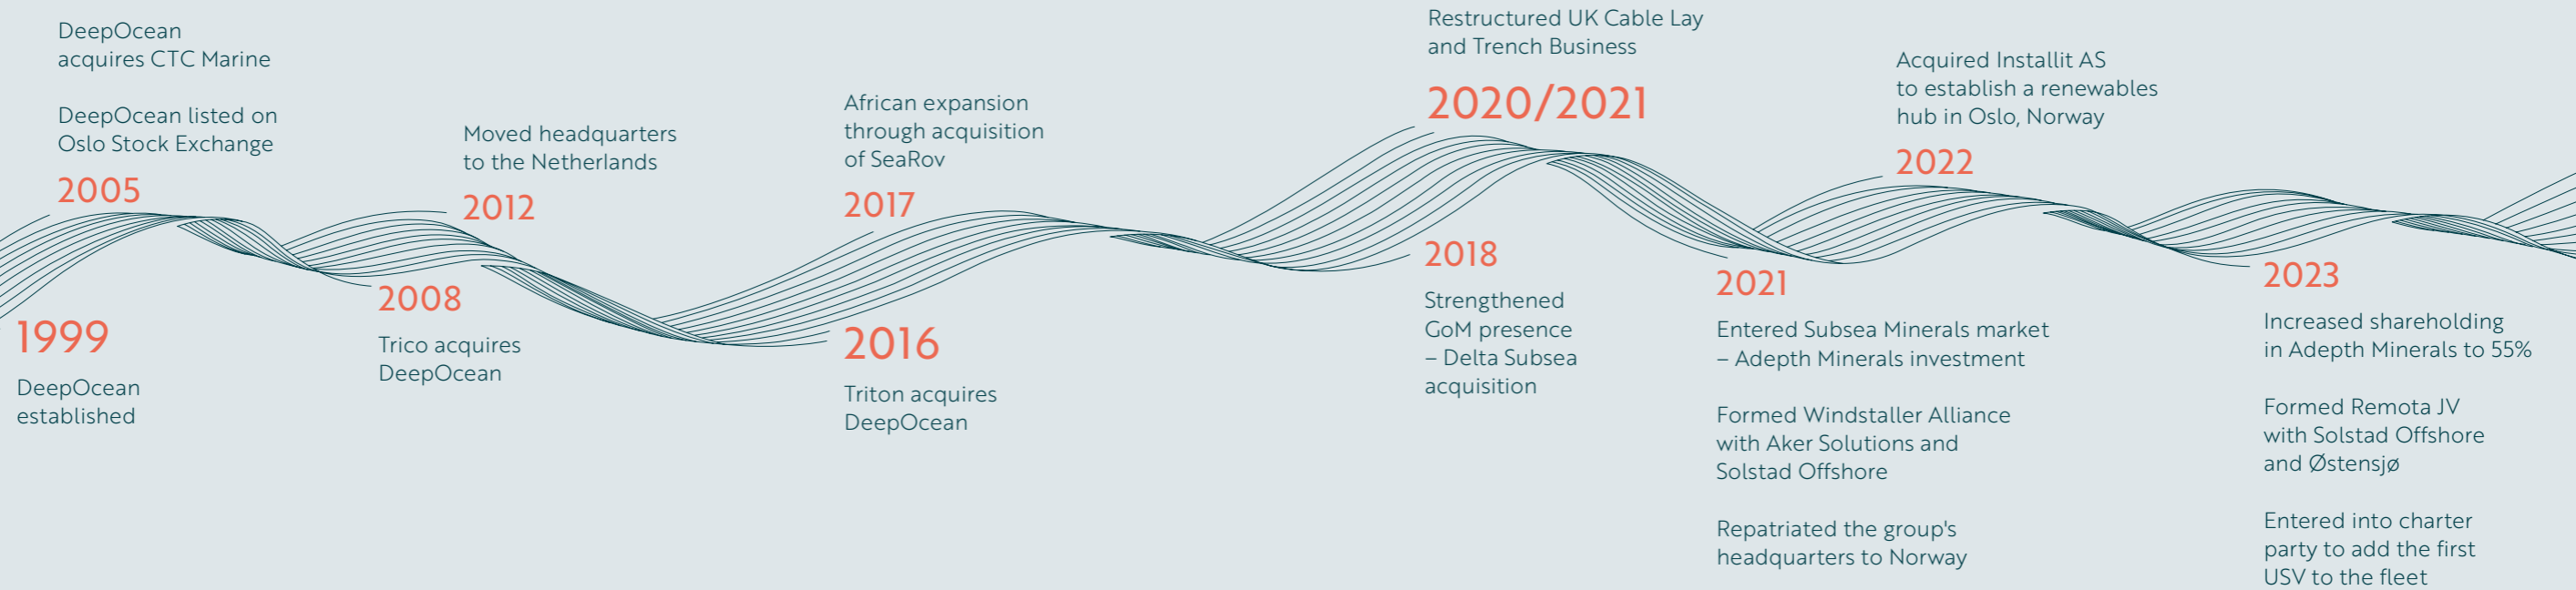 DeepOcean
acquires CTC Marine
DeepOcean listed on
Oslo Stock Exchange
2005
1999
DeepOcean
established
2008
Trico acquires
DeepOcean
Moved headquarters
to the Netherlands
2012
African expansion
through acquisition
of SeaRov
2017
2016
Triton acquires
DeepOcean
Restructured UK Cable Lay
and Trench Business
2020/2021
2018
Strengthened
GoM presence
– Delta Subsea
acquisition
2021
Entered Subsea Minerals market
– Adepth Minerals investment
Formed Windstaller Alliance
with Aker Solutions and
Solstad Offshore
Repatriated the group's
headquarters to Norway
Acquired Installit AS
to establish a renewables
hub in Oslo, Norway
2022
2023
Increased shareholding
in Adepth Minerals to 55%
Formed Remota JV
with Solstad Offshore
and Østensjø
Entered into charter
party to add the first
USV to the fleet